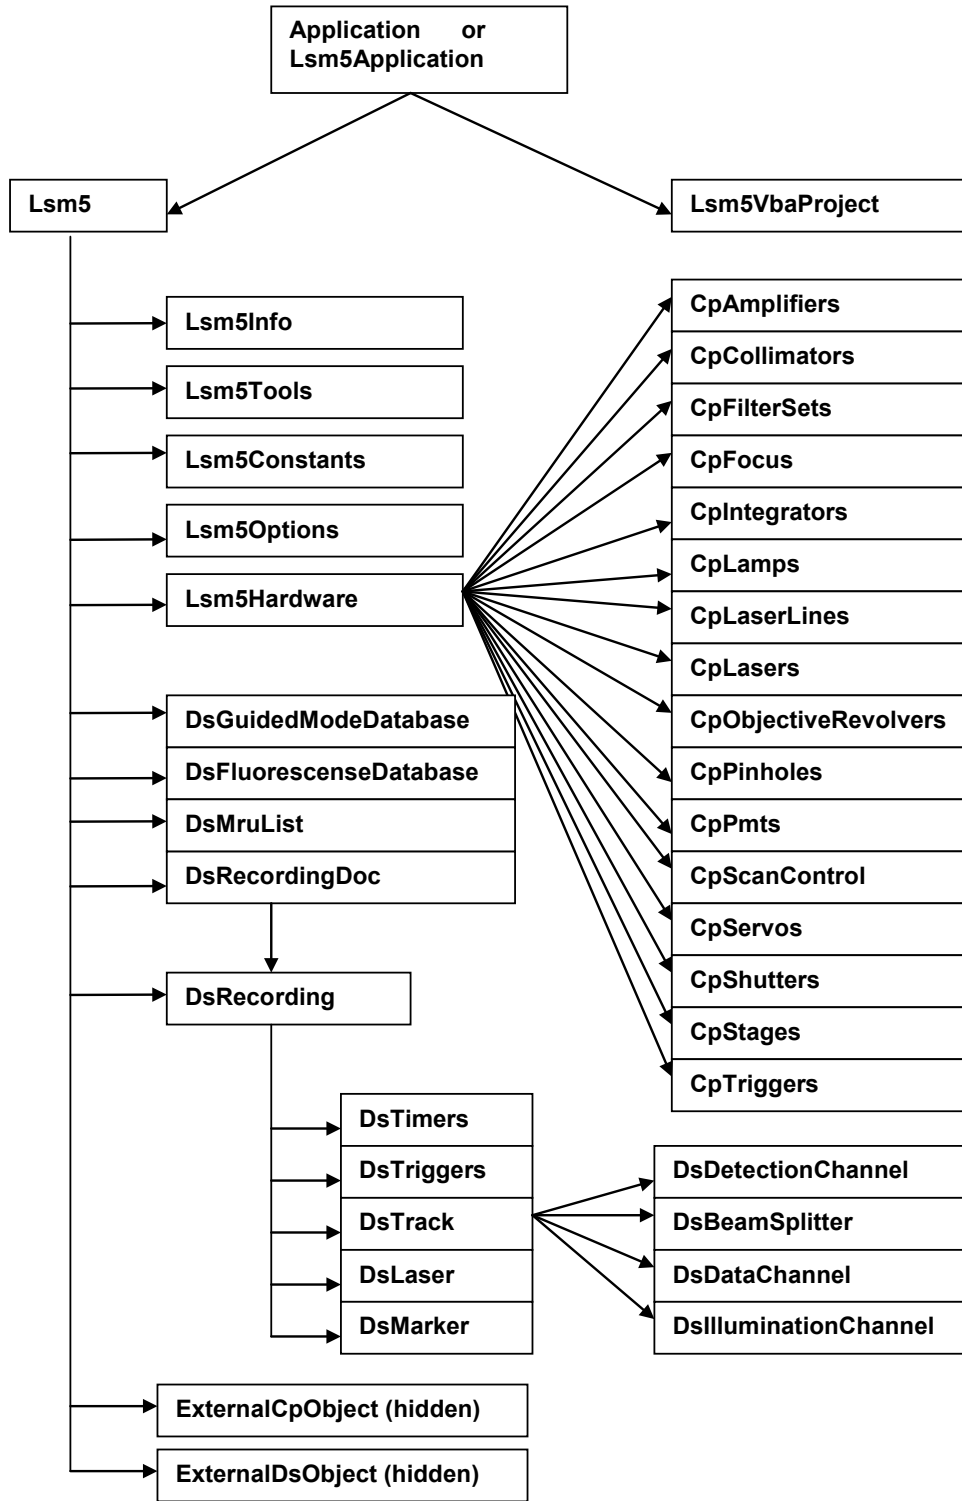 Application or
Lsm5Application
Lsm5
Lsm5VbaProject
Lsm5Info
Lsm5Tools
Lsm5Constants
Lsm5Options
Lsm5Hardware
CpAmplifiers
CpCollimators
CpFilterSets
CpFocus
CpIntegrators
CpLamps
CpLaserLines
CpLasers
CpObjectiveRevolvers
CpPinholes
CpPmts
CpScanControl
CpServos
CpShutters
CpStages
CpTriggers
DsGuidedModeDatabase
DsFluorescenseDatabase
DsMruList
DsRecordingDoc
DsRecording
DsTimers
DsTriggers
DsTrack
DsLaser
DsMarker
DsDetectionChannel
DsBeamSplitter
DsDataChannel
DsIlluminationChannel
ExternalCpObject (hidden)
ExternalDsObject (hidden)